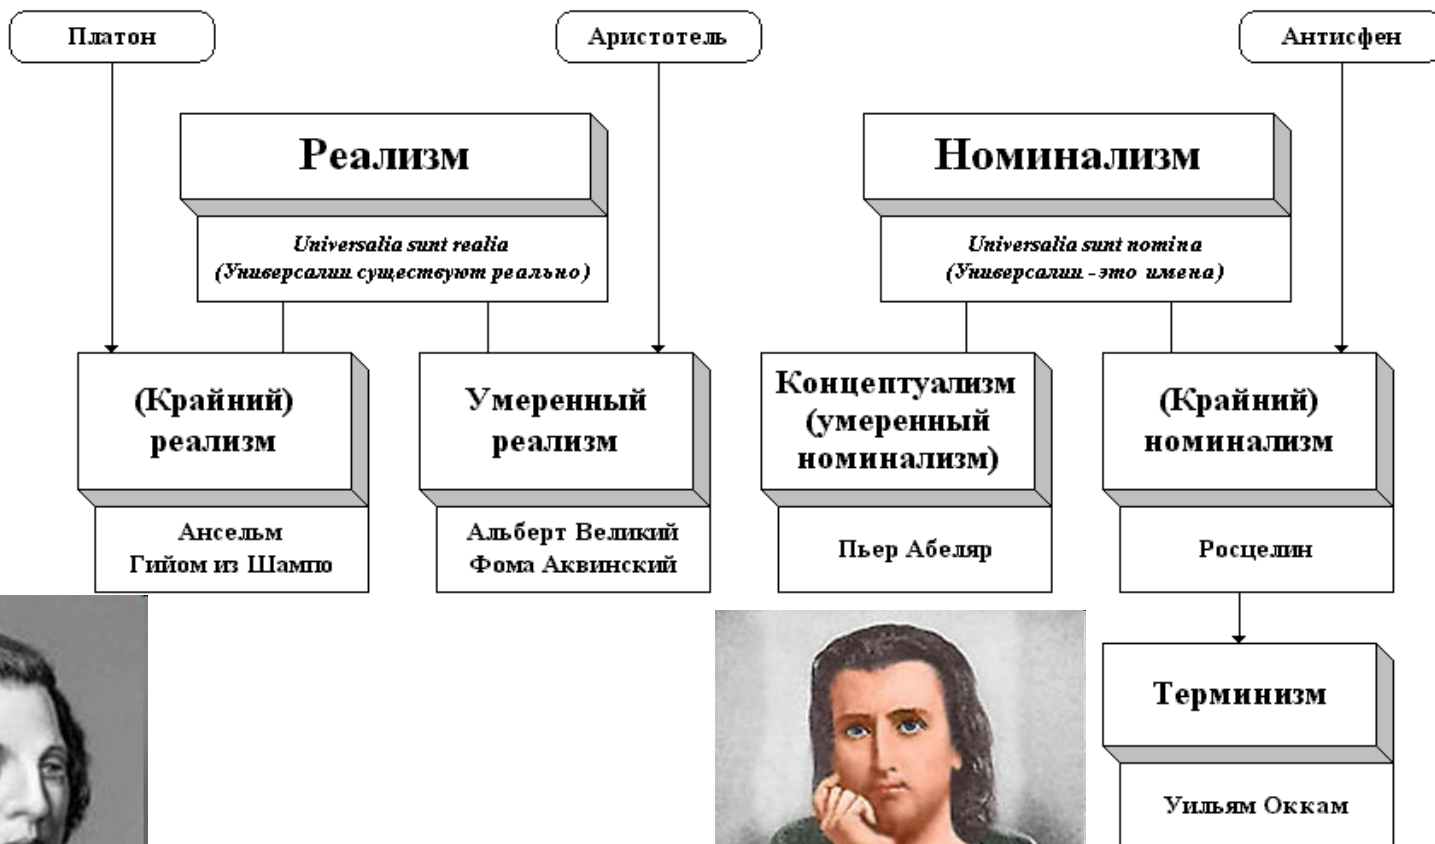 Платон
Аристотель
Антисфен
Реализм
Номинализм
Universalia sunt realia
(Универсалии существуют реально)
Universalia sunt nomina
(Универсалии - это имена)
(Крайний)
реализм
Умеренный
реализм
Концептуализм
(умеренный
номинализм)
(Крайний)
номинализм
Ансельм
Гийом из Шампо
Альберт Великий
Фома Аквинский
Пьер Абеляр
Росцелин
Терминизм
Уильям Оккам